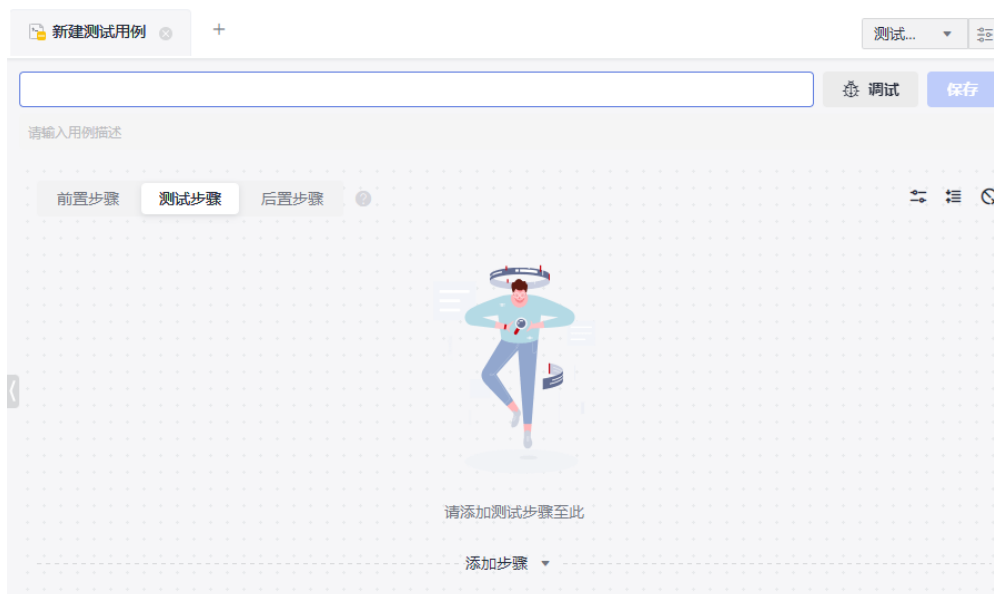 新建测试用例
测试...
调试
保存
请输入用例描述
前置步骤 测试步骤 后置步骤 ?
请添加测试步骤至此
添加步骤